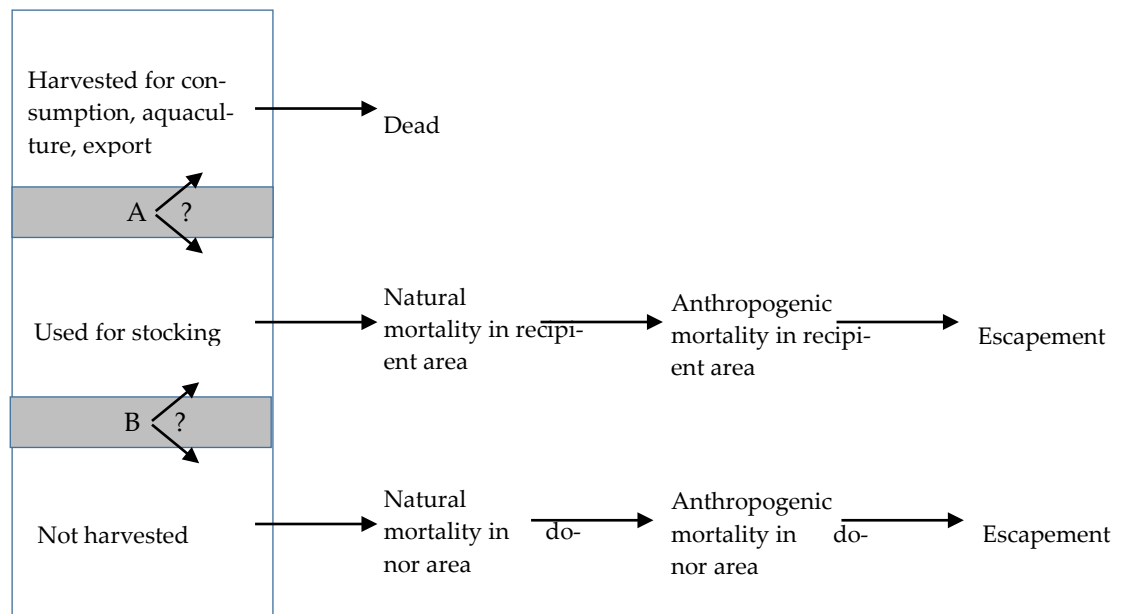 Harvested for con-
sumption, aquacul-
ture, export
Dead
A ?
Used for stocking
Natural
mortality in recipi-
ent area
Anthropogenic
mortality in recipi-
ent area
Escapement
B ?
Not harvested
Natural
mortality in do-
nor area
Anthropogenic
mortality in do-
nor area
Escapement